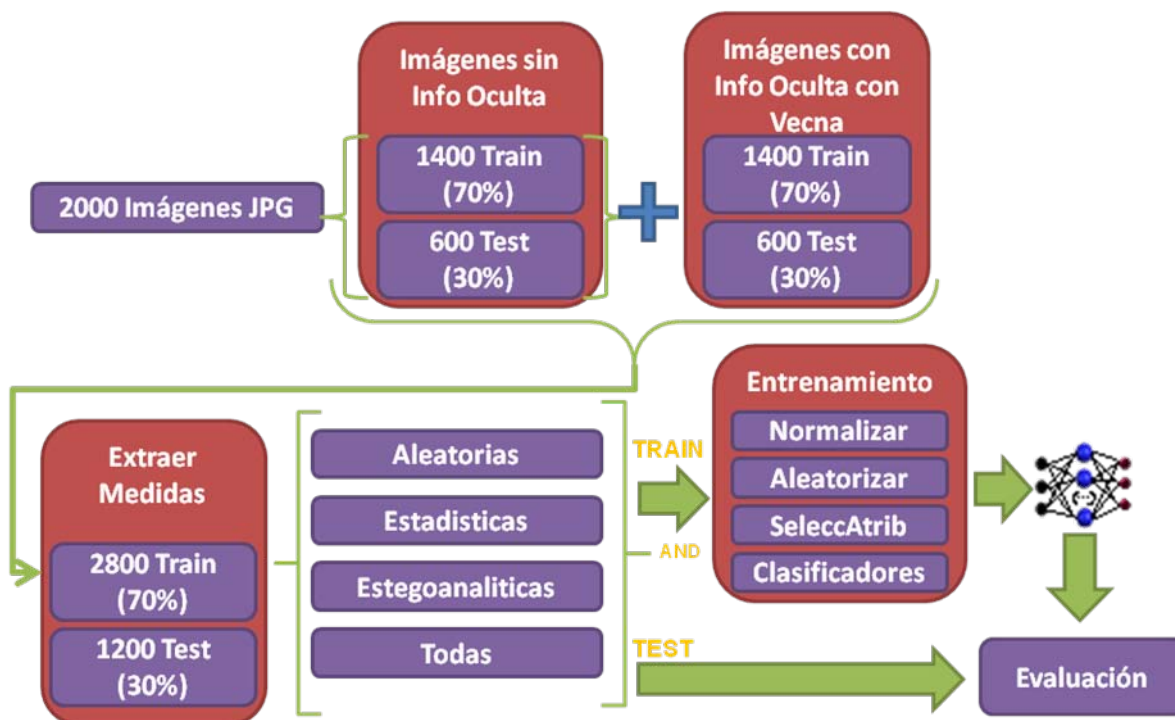 Imágenes sin
Info Oculta
1400 Train
(70%)
600 Test
(30%)
Imágenes con
Info Oculta con
Vecna
1400 Train
(70%)
600 Test
(30%)
2000 Imágenes JPG
Extraer
Medidas
2800 Train
(70%)
1200 Test
(30%)
Aleatorias
Estadisticas
Estegoanaliticas
Todas
TRAIN
AND
TEST
Entrenamiento
Normalizar
Aleatorizar
SeleccAtrib
Clasificadores
(...)
Evaluación